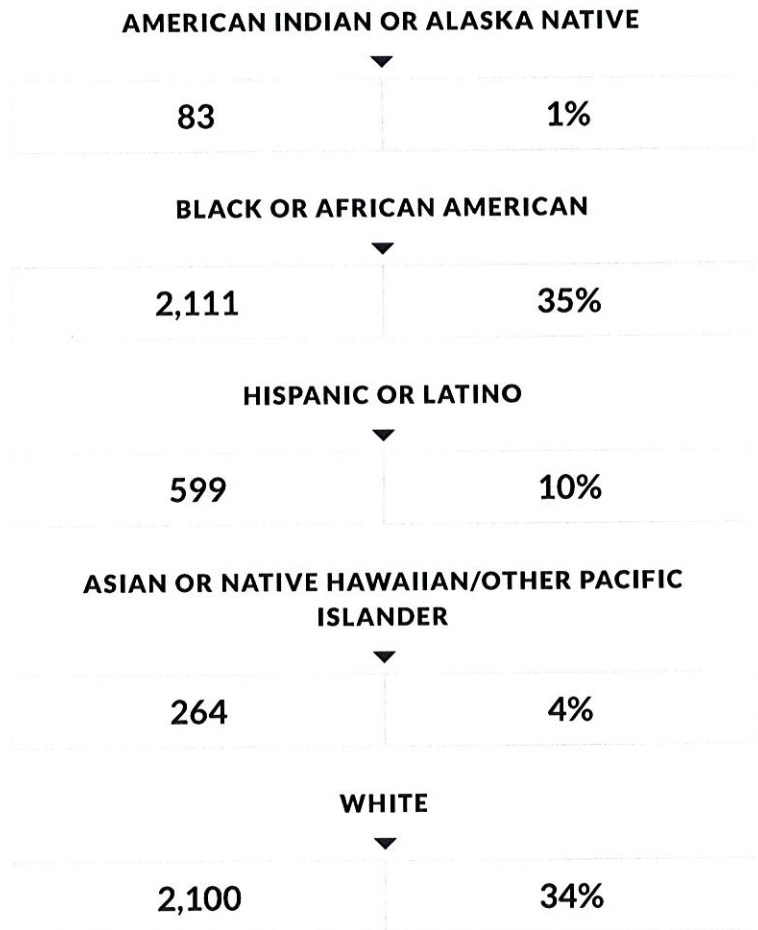 AMERICAN INDIAN OR ALASKA NATIVE
83 1%
BLACK OR AFRICAN AMERICAN
2,111 35%
HISPANIC OR LATINO
599 10%
ASIAN OR NATIVE HAWAIIAN/OTHER PACIFIC
ISLANDER
264 4%
WHITE
2,100 34%